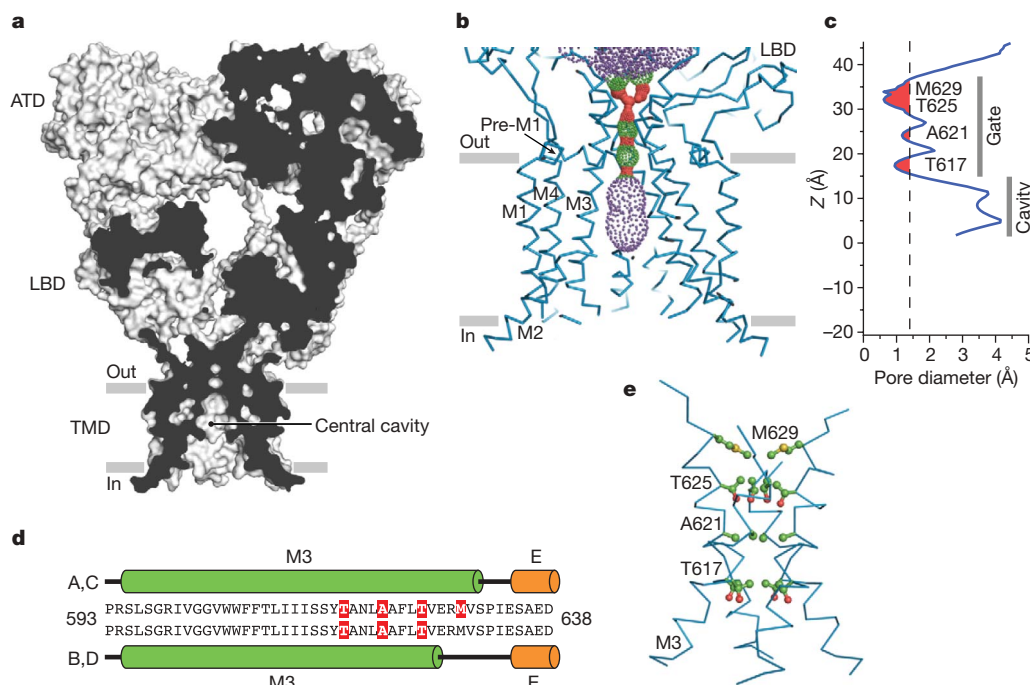 a
ATD
LBD
Out
TMD
In
Central cavity
b
LBD
Pre-M1
Out
M4
M1
M3
In
M2
c
40
30
20
10
0
–10
–20
Z (Å)
M629
T625
A621
T617
Gate
Cavity
0 1 2 3 4 5
Pore diameter (Å)
d
M3 E
A,C
593 PRSLSGRIVGGVWWFFTLIIISSYTANLAAFLTVERMVSPIESAED 638
PRSLSGRIVGGVWWFFTLIIISSYTANLAAFLTVERMVSPIESAED
B,D
M3 E
e
M629
T625
A621
T617
M3